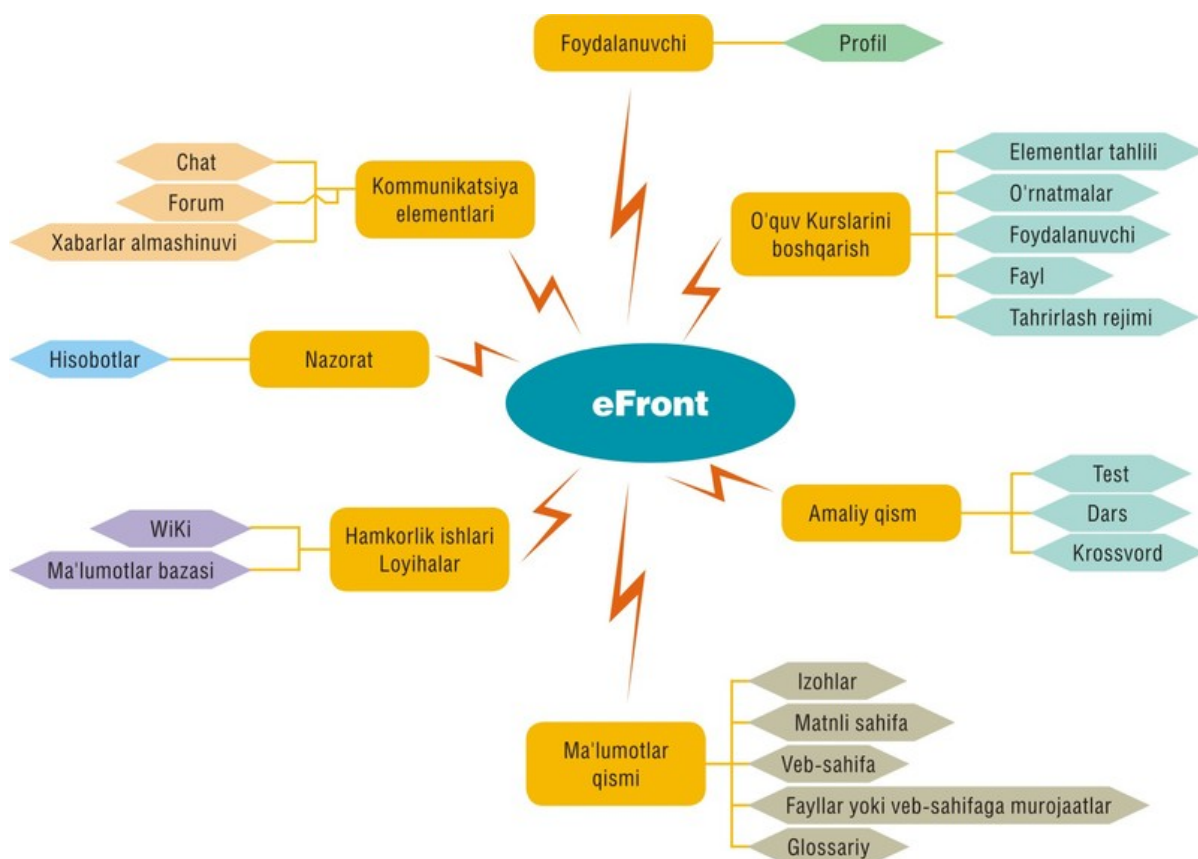 Foydalanuvchi
Profil
Chat
Forum
Xabarlar almashinuvi
Kommunikatsiya
elementlari
O'quv Kurslarini
boshqarish
Elementlar tahlili
O'rnatmalar
Foydalanuvchi
Fayl
Tahrirlash rejimi
Hisobotlar
Nazorat
eFront
WiKi
Ma'lumotlar bazasi
Hamkorlik ishlari
Loyihalar
Amaliy qism
Test
Dars
Krossvord
Ma'lumotlar
qismi
Izohlar
Matnli sahifa
Veb-sahifa
Fayllar yoki veb-sahifaga murojaatlar
Glossariy